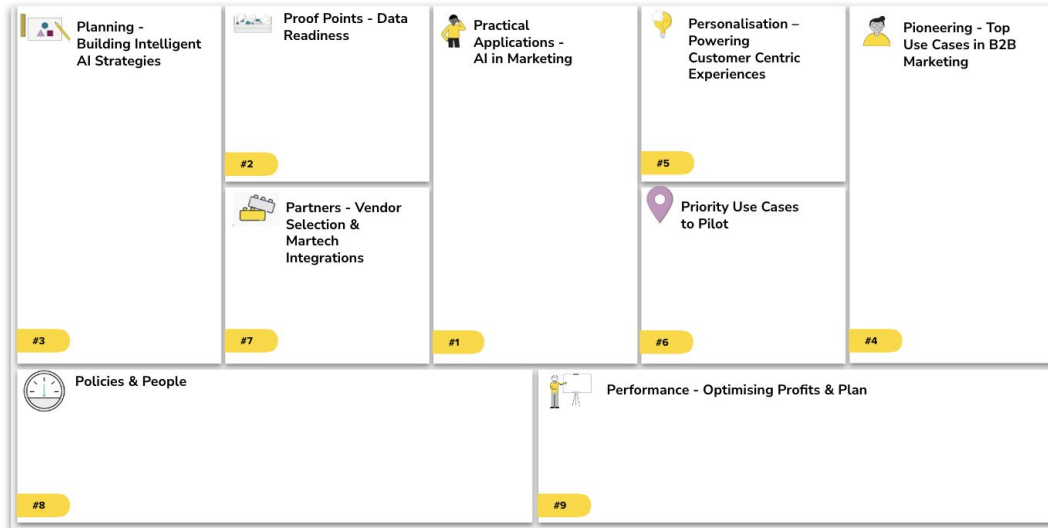 Planning -
Building Intelligent
AI Strategies
#3
Proof Points - Data
Readiness
#2
Partners - Vendor
Selection &
Martech
Integrations
#7
Practical
Applications -
AI in Marketing
#1
Personalisation –
Powering
Customer Centric
Experiences
#5
Priority Use Cases
to Pilot
#6
Pioneering - Top
Use Cases in B2B
Marketing
#4
Policies & People
#8
Performance - Optimising Profits & Plan
#9